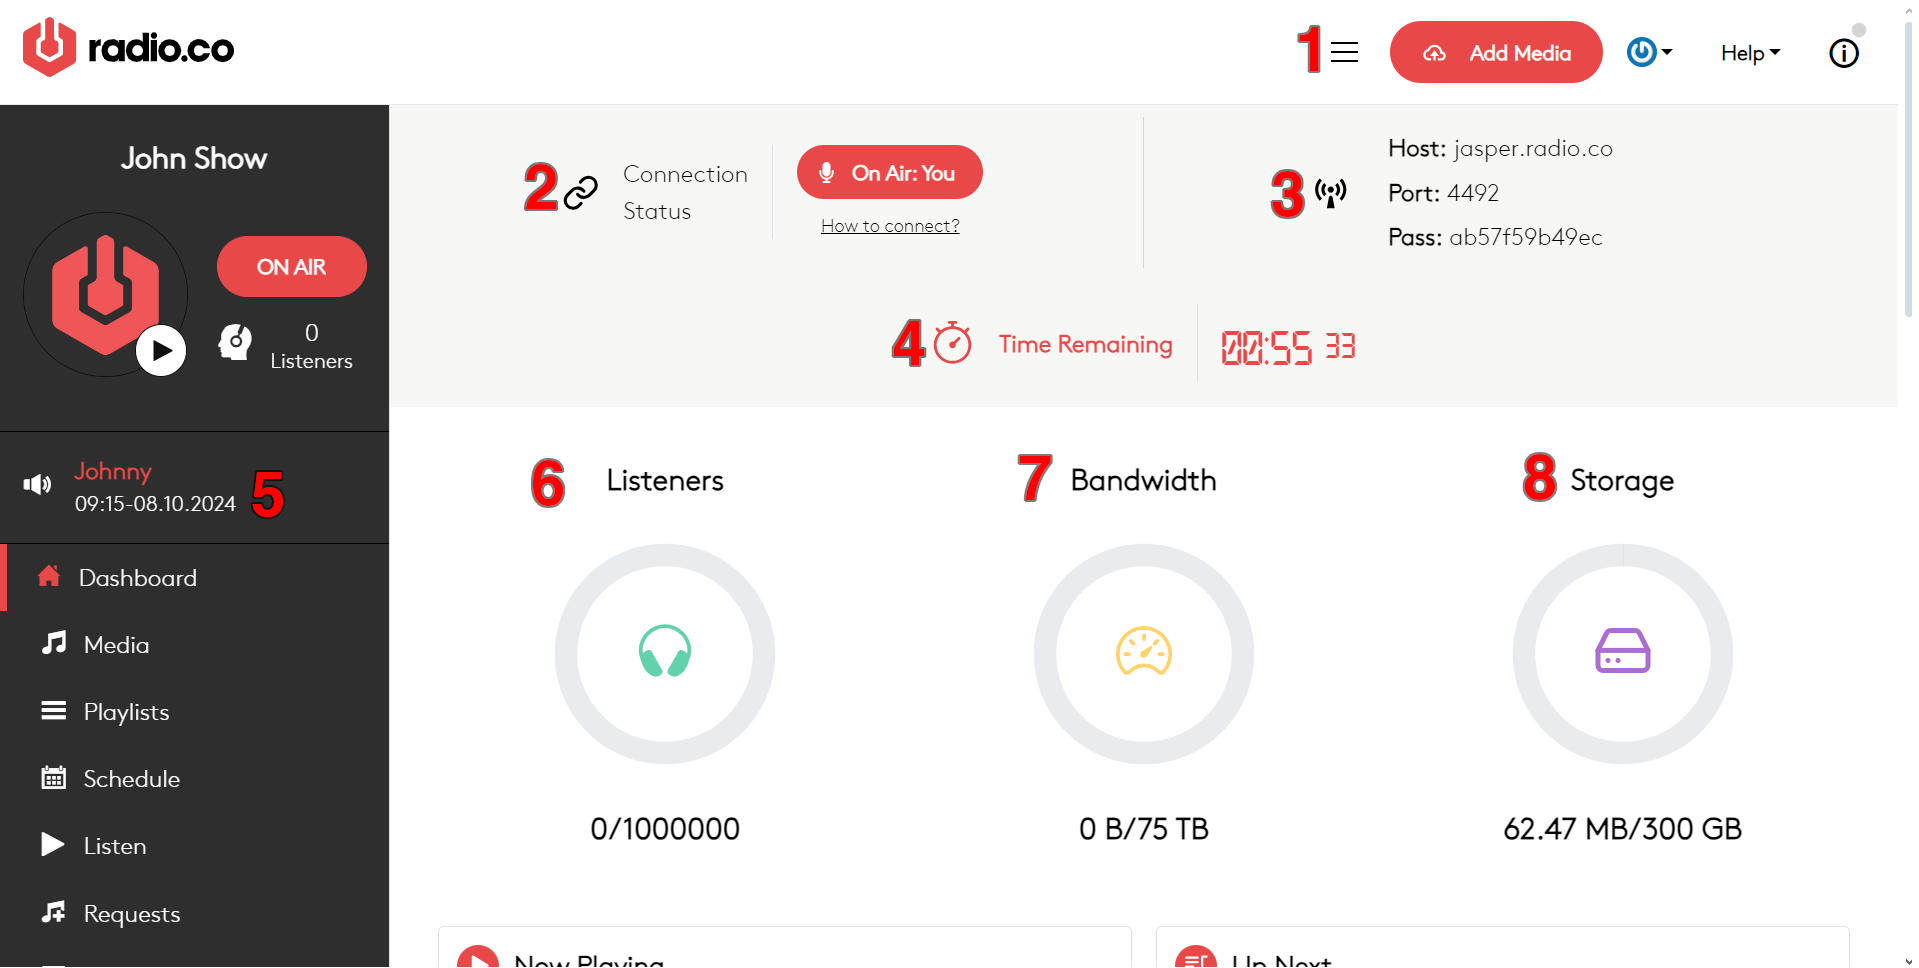 radio.co
1
Add Media
Help
John Show
ON AIR
0
Listeners
2
Connection
Status
On Air: You
How to connect?
3
Host: jasper.radio.co
Port: 4492
Pass: ab57f59b49ec
4
Time Remaining
00:55 33
Johnny
09:15-08.10.2024
5
Dashboard
Media
Playlists
Schedule
Listen
Requests
6
Listeners
7
Bandwidth
8
Storage
0/1000000
0 B/75 TB
62.47 MB/300 GB
Now Playing
Up Next